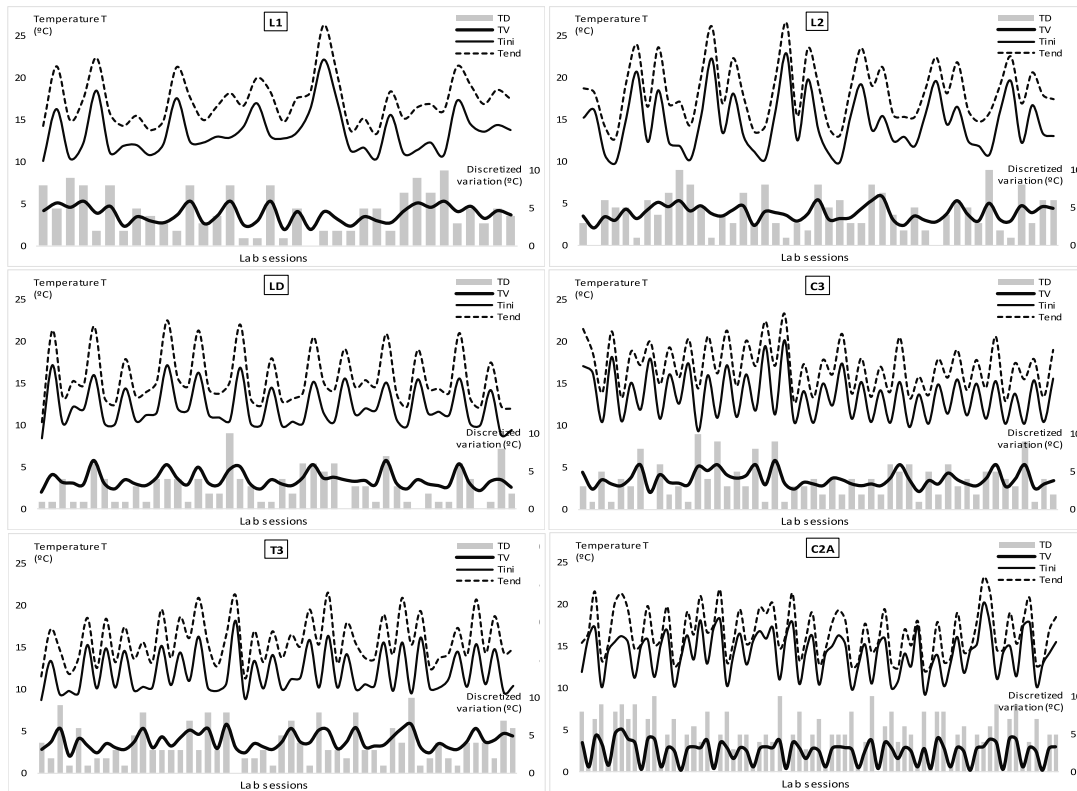 Temperature T
(ºC)
L1
TD
TV
Tini
Tend
25
20
15
10
5
0
Discretized
variation (ºC)
10
5
0
Lab sessions
Temperature T
(ºC)
L2
TD
TV
Tini
Tend
25
20
15
10
5
0
Discretized
variation (ºC)
10
5
0
Lab sessions
Temperature T
(ºC)
LD
TD
TV
Tini
Tend
25
20
15
10
5
0
Discretized
variation (ºC)
10
5
0
Lab sessions
Temperature T
(ºC)
C3
TD
TV
Tini
Tend
25
20
15
10
5
0
Discretized
variation (ºC)
10
5
0
Lab sessions
Temperature T
(ºC)
T3
TD
TV
Tini
Tend
25
20
15
10
5
0
Discretized
variation (ºC)
10
5
0
Lab sessions
Temperature T
(ºC)
C2A
TD
TV
Tini
Tend
25
20
15
10
5
0
Discretized
variation (ºC)
10
5
0
Lab sessions